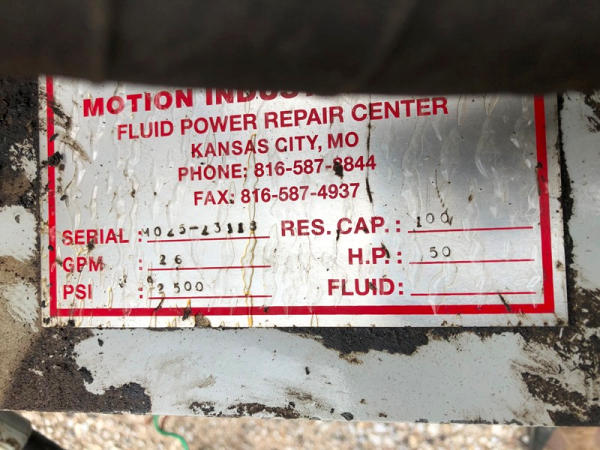 MOTION
FLUID POWER REPAIR CENTER
KANSAS CITY, MO
PHONE: 816-587-8844
FAX: 816-587-4937
SERIAL : RES. CAP. : 100
GPM : 26 H.P. : 50
PSI : 2500 FLUID :